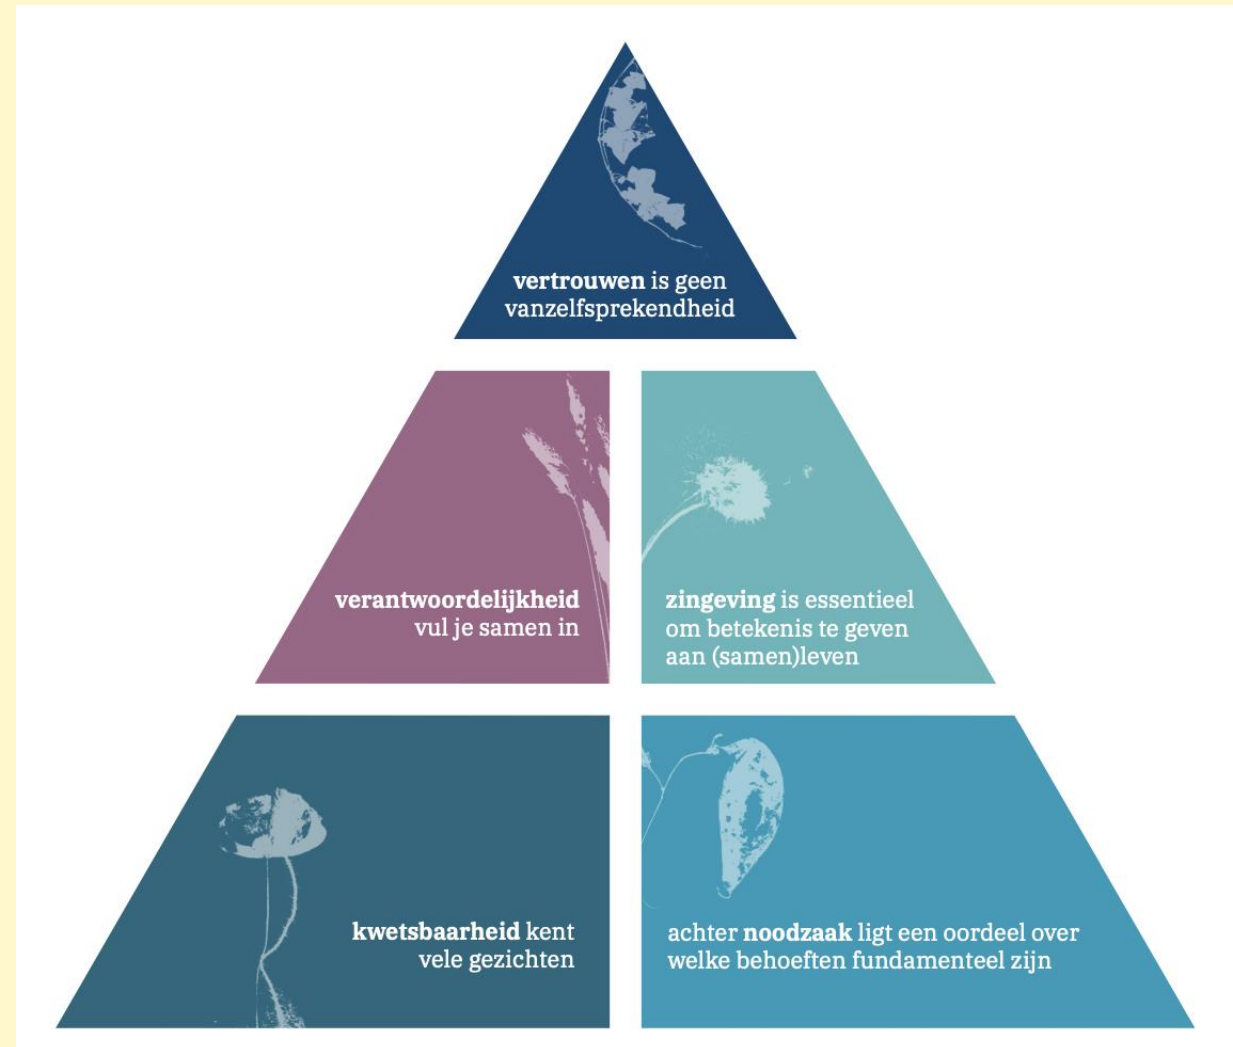 vertrouwen is geen
vanzelfsprekendheid
verantwoordelijkheid
vul je samen in
zingeving is essentieel
om betekenis te geven
aan (samen)leven
kwetsbaarheid kent
vele gezichten
achter noodzaak ligt een oordeel over
welke behoeften fundamenteel zijn